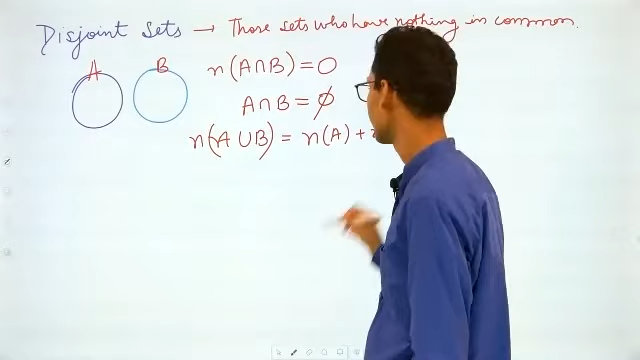 Disjoint Sets → Those sets who have nothing in common.
A B n(A∩B) = 0
A∩B = ∅
n(A∪B) = n(A) +